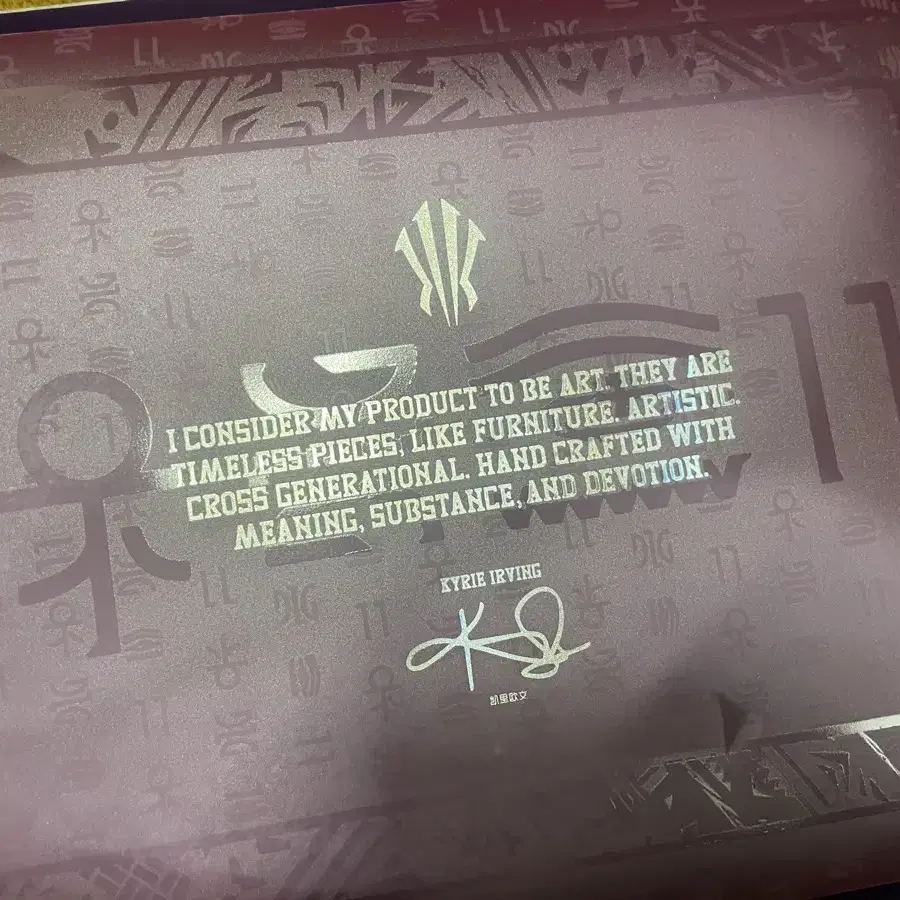 I CONSIDER MY PRODUCT TO BE ART. THEY ARE
TIMELESS PIECES, LIKE FURNITURE. ARTISTIC.
CROSS GENERATIONAL. HAND CRAFTED WITH
MEANING, SUBSTANCE, AND DEVOTION.
KYRIE IRVING
凯里欧文